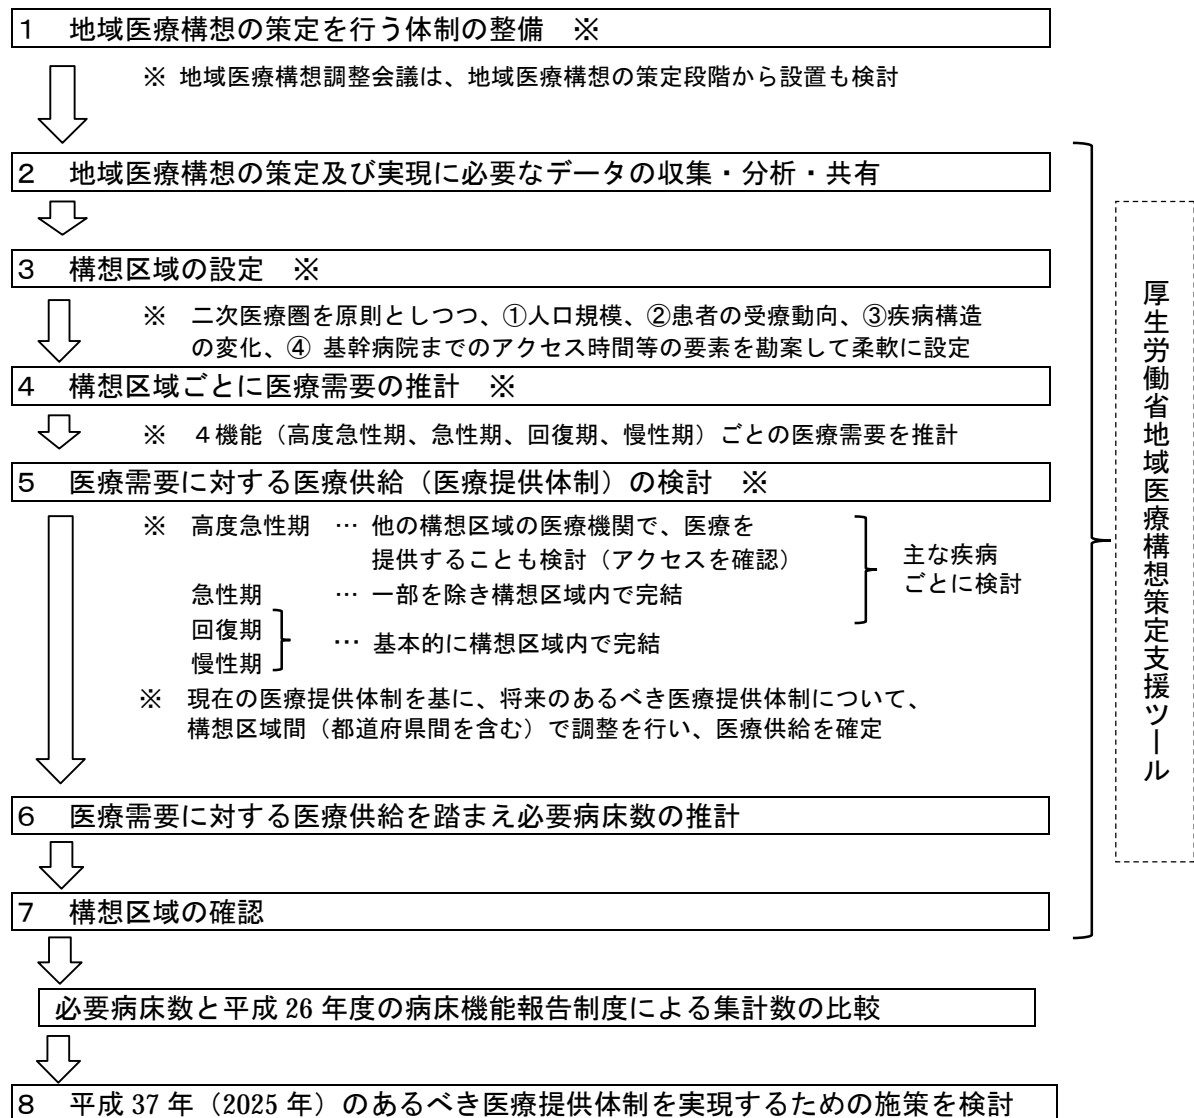 1 地域医療構想の策定を行う体制の整備 ※
※ 地域医療構想調整会議は、地域医療構想の策定段階から設置も検討
2 地域医療構想の策定及び実現に必要なデータの収集・分析・共有
3 構想区域の設定 ※
※ 二次医療圏を原則としつつ、①人口規模、②患者の受療動向、③疾病構造
の変化、④ 基幹病院までのアクセス時間等の要素を勘案して柔軟に設定
4 構想区域ごとに医療需要の推計 ※
※ 4機能（高度急性期、急性期、回復期、慢性期）ごとの医療需要を推計
5 医療需要に対する医療供給（医療提供体制）の検討 ※
※ 高度急性期 … 他の構想区域の医療機関で、医療を
提供することも検討（アクセスを確認）
急性期 … 一部を除き構想区域内で完結
回復期
慢性期
… 基本的に構想区域内で完結
主な疾病
ごとに検討
※ 現在の医療提供体制を基に、将来のあるべき医療提供体制について、
構想区域間（都道府県間を含む）で調整を行い、医療供給を確定
6 医療需要に対する医療供給を踏まえ必要病床数の推計
7 構想区域の確認
必要病床数と平成 26 年度の病床機能報告制度による集計数の比較
8 平成 37 年（2025 年）のあるべき医療提供体制を実現するための施策を検討
厚生労働省地域医療構想策定支援ツール